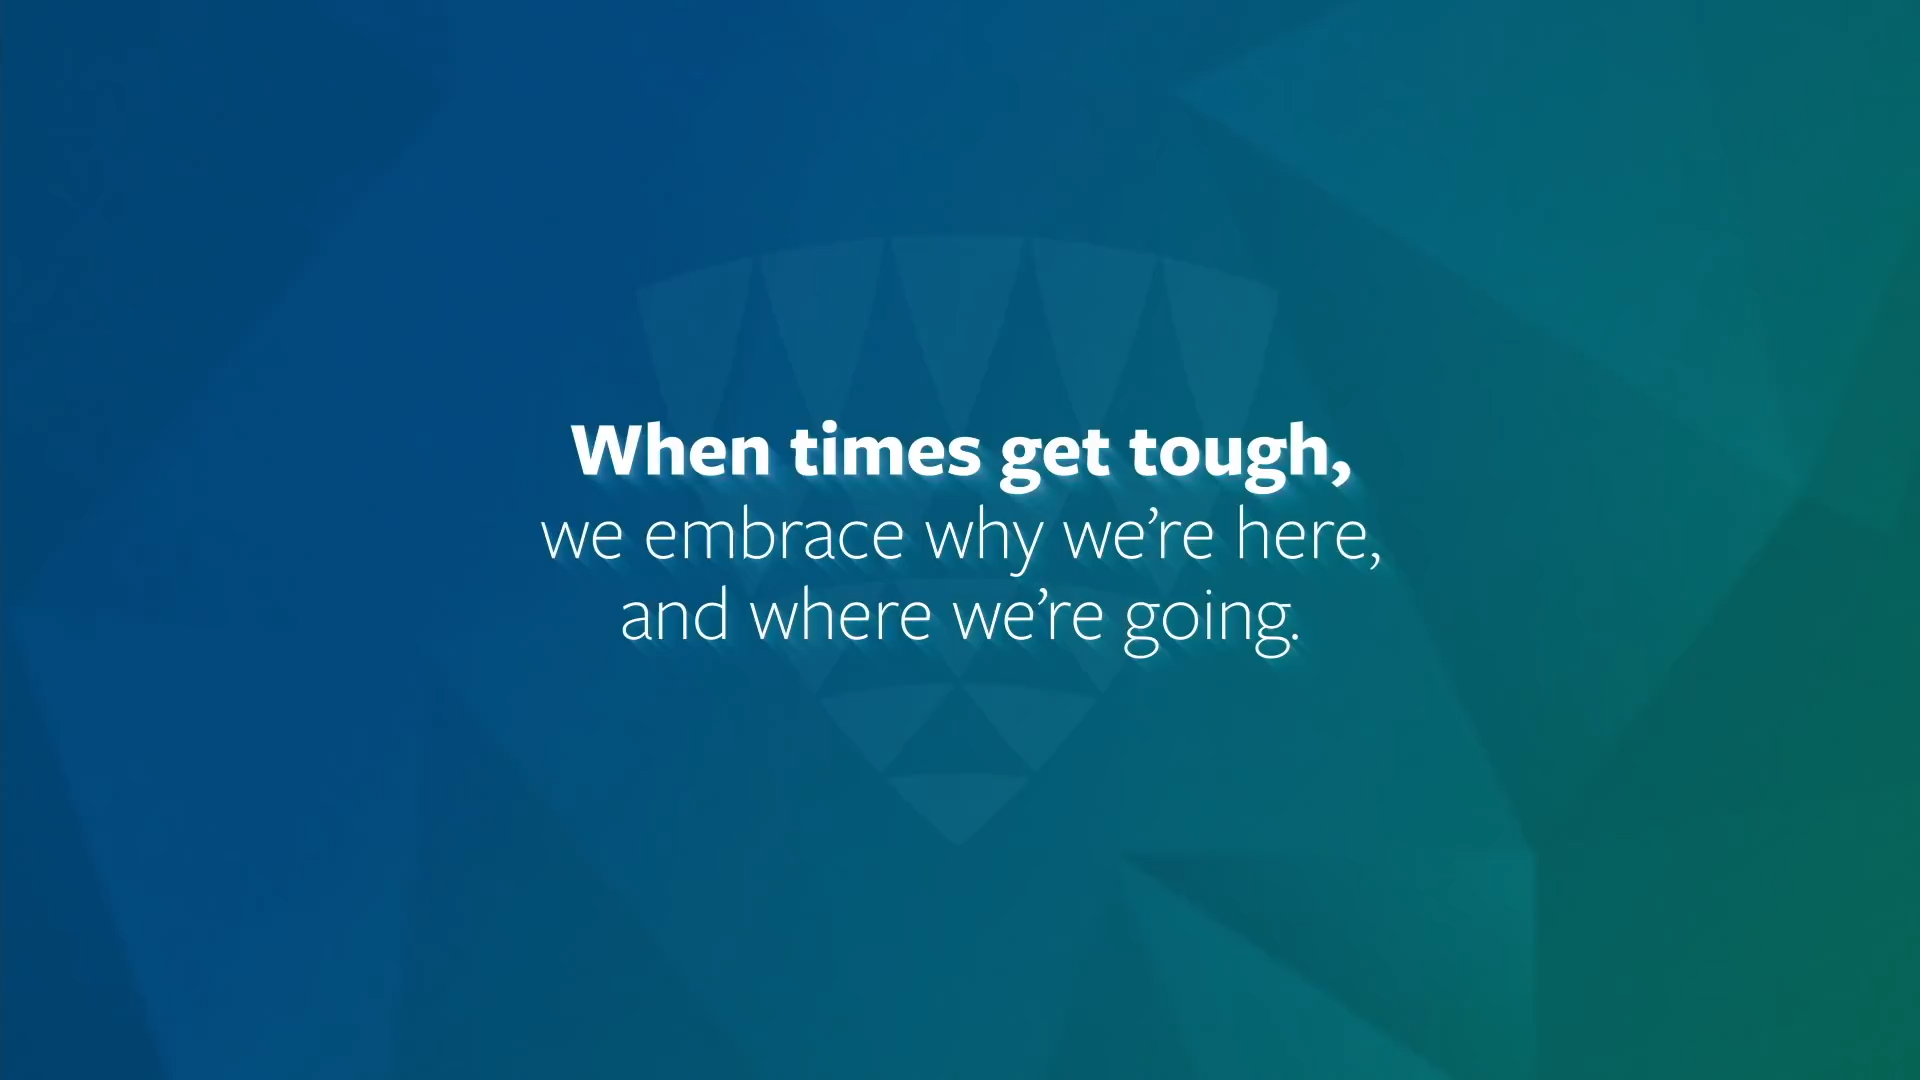 When times get tough,
we embrace why we’re here,
and where we’re going.